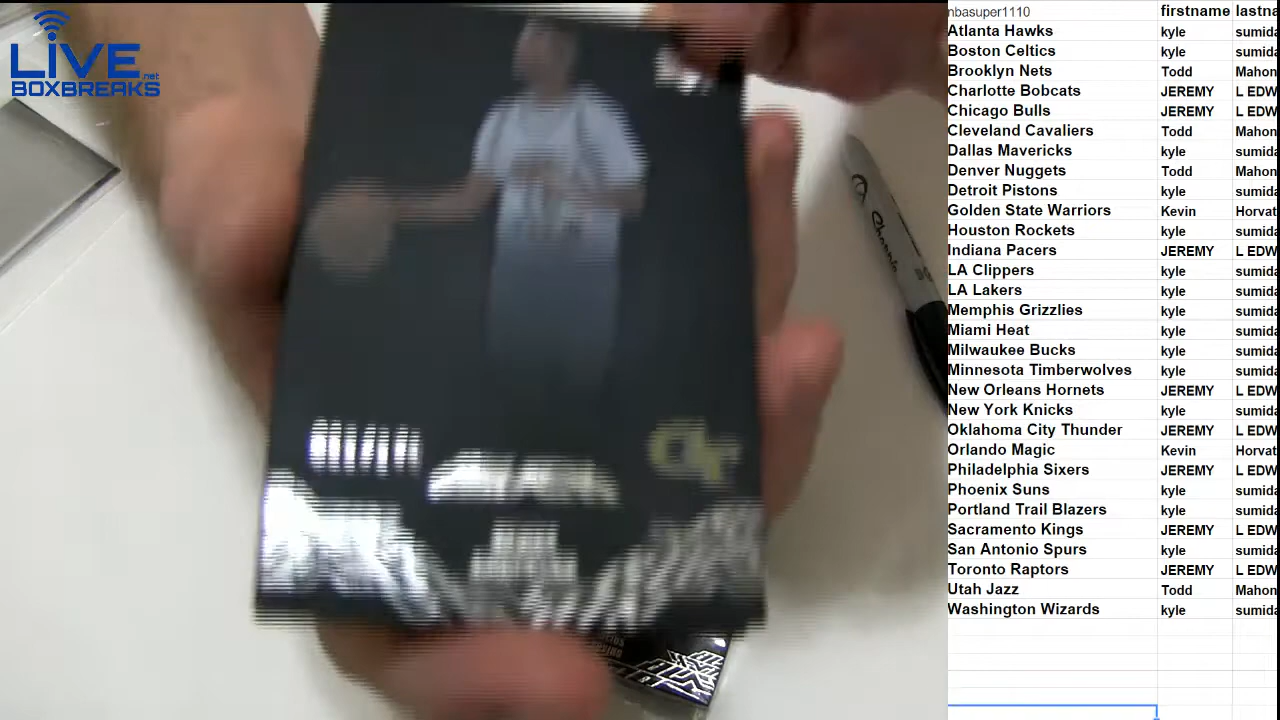 LIVE.net
BOXBREAKS
nbasuper1110 firstname lastna
Atlanta Hawks kyle sumida
Boston Celtics kyle sumida
Brooklyn Nets Todd Mahon
Charlotte Bobcats JEREMY L EDW
Chicago Bulls JEREMY L EDW
Cleveland Cavaliers Todd Mahon
Dallas Mavericks kyle sumida
Denver Nuggets Todd Mahon
Detroit Pistons kyle sumida
Golden State Warriors Kevin Horvat
Houston Rockets kyle sumida
Indiana Pacers JEREMY L EDW
LA Clippers kyle sumida
LA Lakers kyle sumida
Memphis Grizzlies kyle sumida
Miami Heat kyle sumida
Milwaukee Bucks kyle sumida
Minnesota Timberwolves kyle sumida
New Orleans Hornets JEREMY L EDW
New York Knicks kyle sumida
Oklahoma City Thunder JEREMY L EDW
Orlando Magic Kevin Horvat
Philadelphia Sixers JEREMY L EDW
Phoenix Suns kyle sumida
Portland Trail Blazers kyle sumida
Sacramento Kings JEREMY L EDW
San Antonio Spurs kyle sumida
Toronto Raptors JEREMY L EDW
Utah Jazz Todd Mahon
Washington Wizards kyle sumida